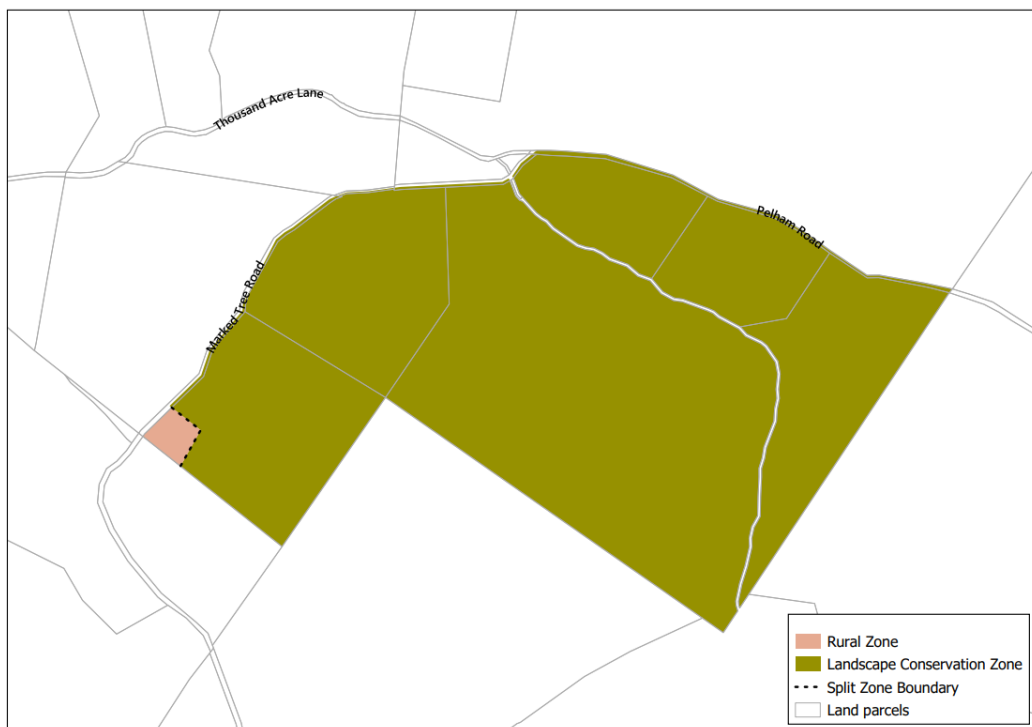 Thousand Acre Lane
Pelham Road
Marked Tree Road
Rural Zone
Landscape Conservation Zone
Split Zone Boundary
Land parcels